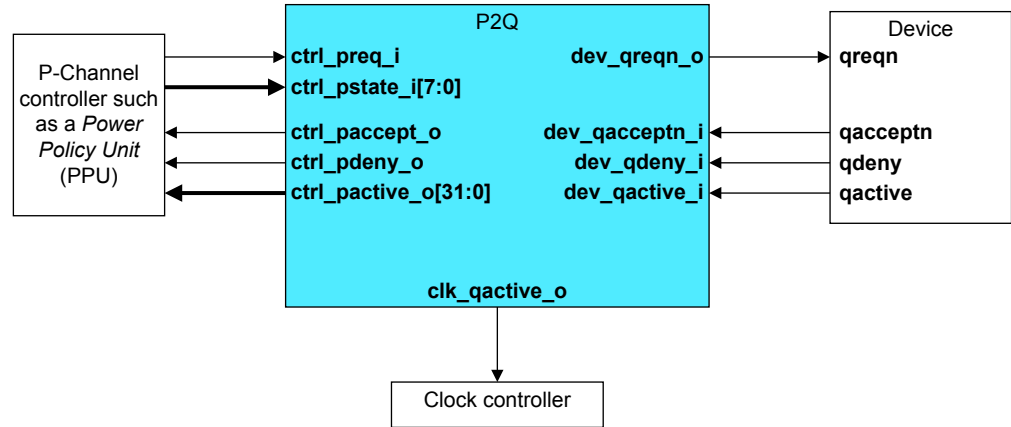 P-Channel
controller such
as a Power
Policy Unit
(PPU)
P2Q
ctrl_preq_i
ctrl_pstate_i[7:0]
ctrl_paccept_o
ctrl_pdeny_o
ctrl_pactive_o[31:0]
dev_qreqn_o
dev_qacceptn_i
dev_qdeny_i
dev_qactive_i
clk_qactive_o
Device
qreqn
qacceptn
qdeny
qactive
Clock controller